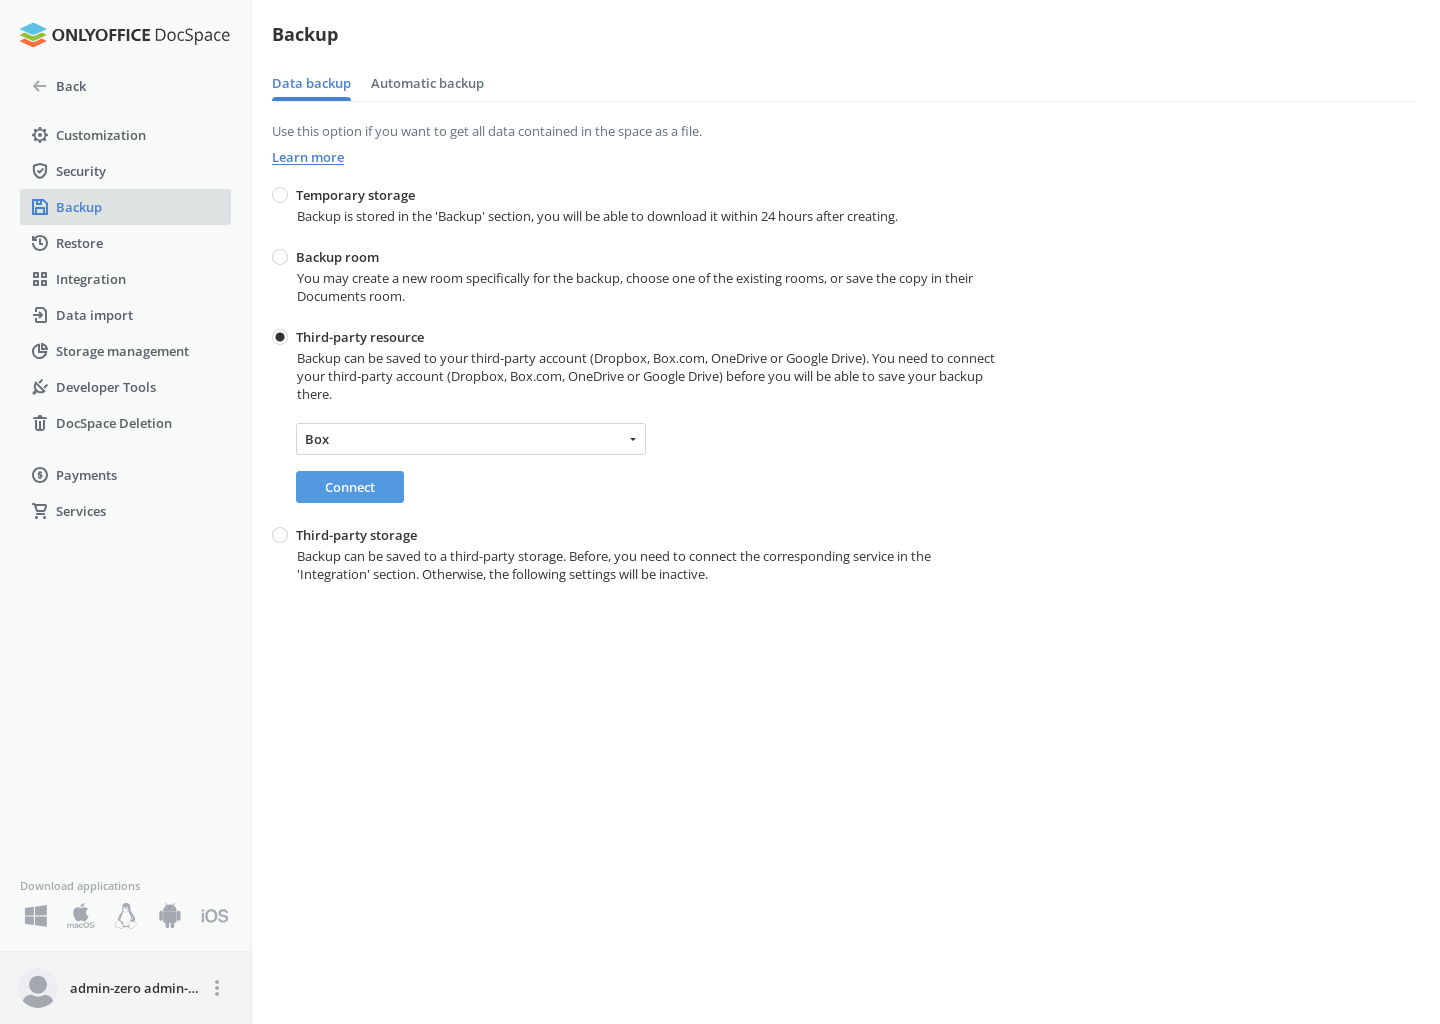 ONLYOFFICE DocSpace
Back
Customization
Security
Backup
Restore
Integration
Data import
Storage management
Developer Tools
DocSpace Deletion
Payments
Services
Download applications
macOS
iOS
admin-zero admin-...
Backup
Data backup
Automatic backup
Use this option if you want to get all data contained in the space as a file.
Learn more
Temporary storage
Backup is stored in the 'Backup' section, you will be able to download it within 24 hours after creating.
Backup room
You may create a new room specifically for the backup, choose one of the existing rooms, or save the copy in their
Documents room.
Third-party resource
Backup can be saved to your third-party account (Dropbox, Box.com, OneDrive or Google Drive). You need to connect
your third-party account (Dropbox, Box.com, OneDrive or Google Drive) before you will be able to save your backup
there.
Box
Connect
Third-party storage
Backup can be saved to a third-party storage. Before, you need to connect the corresponding service in the
'Integration' section. Otherwise, the following settings will be inactive.